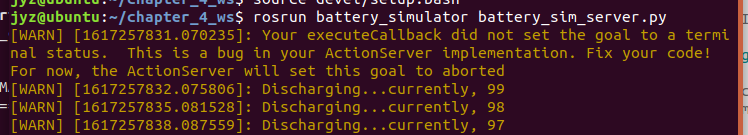 jyz@ubuntu:~/chapter_4_ws$ source devel/setup.bash
jyz@ubuntu:~/chapter_4_ws$ rosrun battery_simulator battery_sim_server.py
[WARN] [1617257831.070235]: Your executeCallback did not set the goal to a termi
nal status.  This is a bug in your ActionServer implementation. Fix your code!
For now, the ActionServer will set this goal to aborted
[WARN] [1617257832.075806]: Discharging...currently, 99
[WARN] [1617257835.081528]: Discharging...currently, 98
[WARN] [1617257838.087559]: Discharging...currently, 97